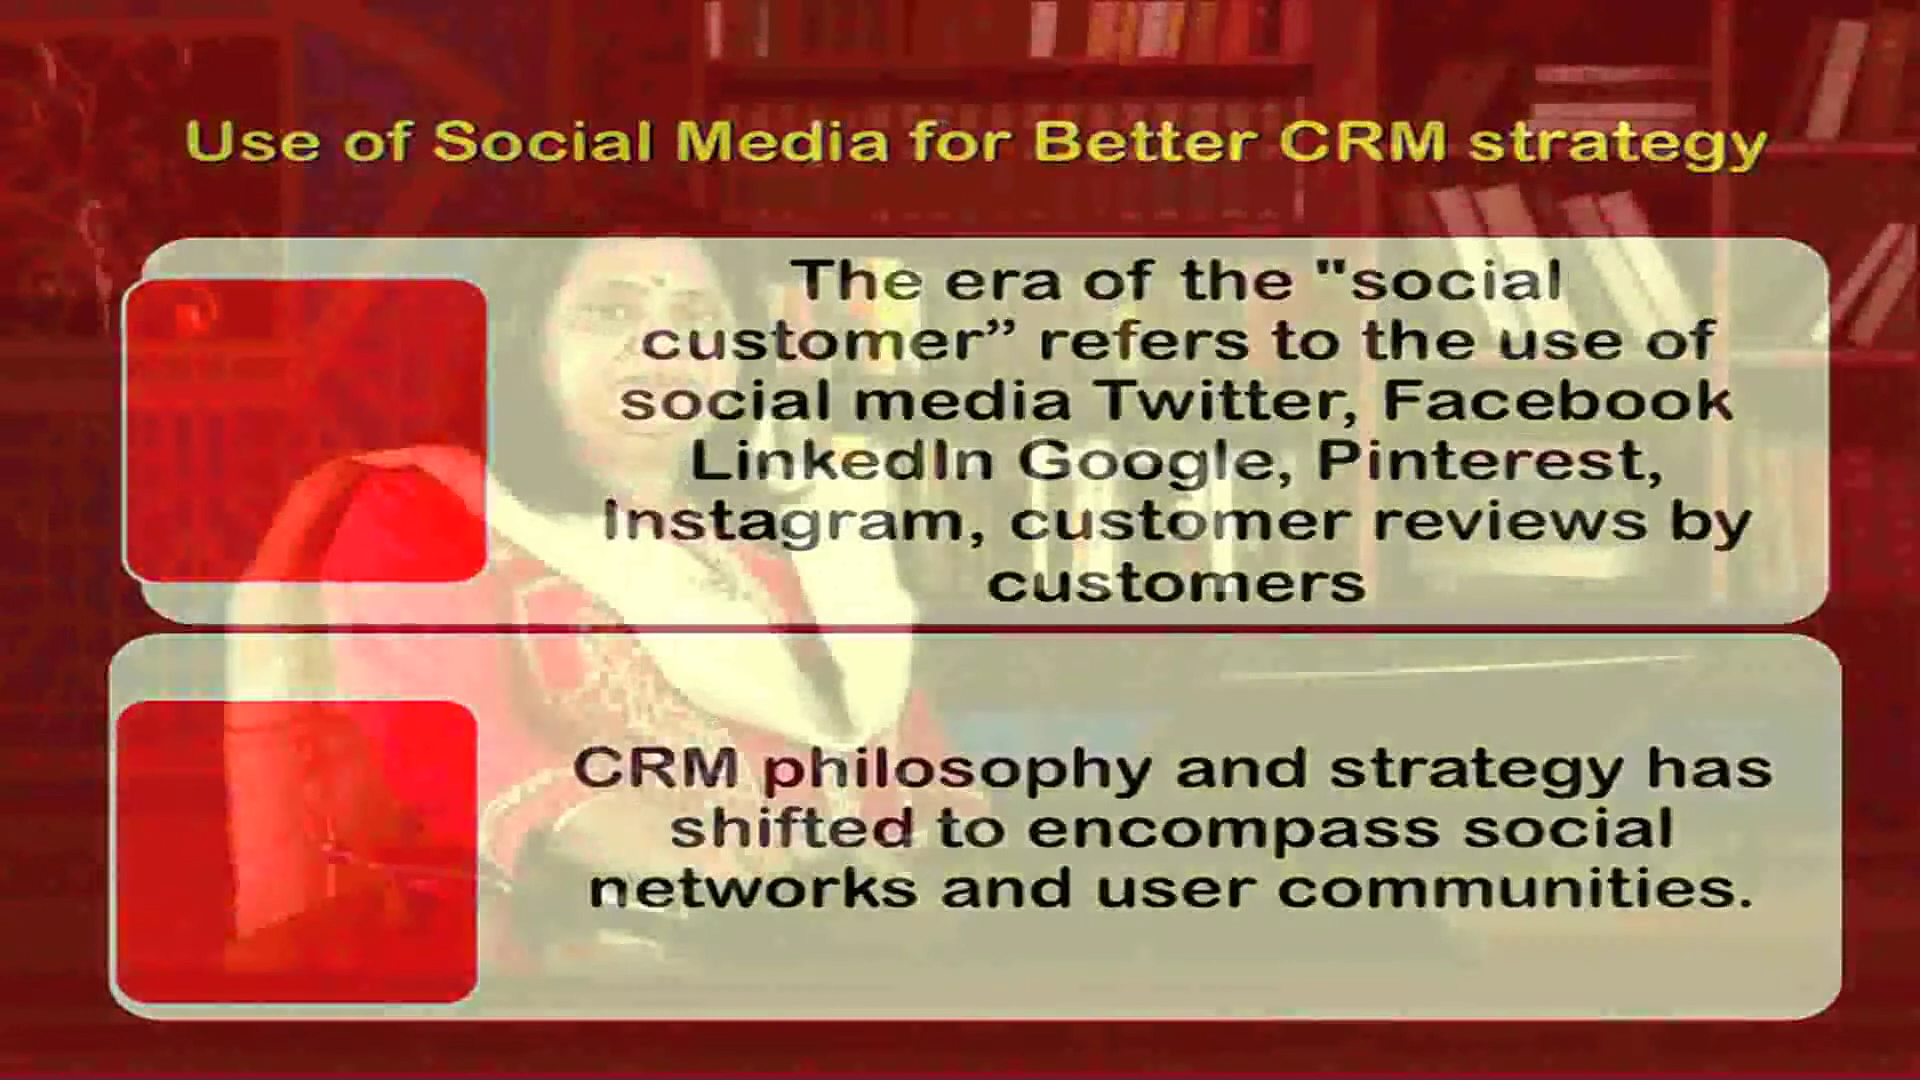 Use of Social Media for Better CRM strategy
The era of the "social
customer” refers to the use of
social media Twitter, Facebook
LinkedIn Google, Pinterest,
Instagram, customer reviews by
customers
CRM philosophy and strategy has
shifted to encompass social
networks and user communities.